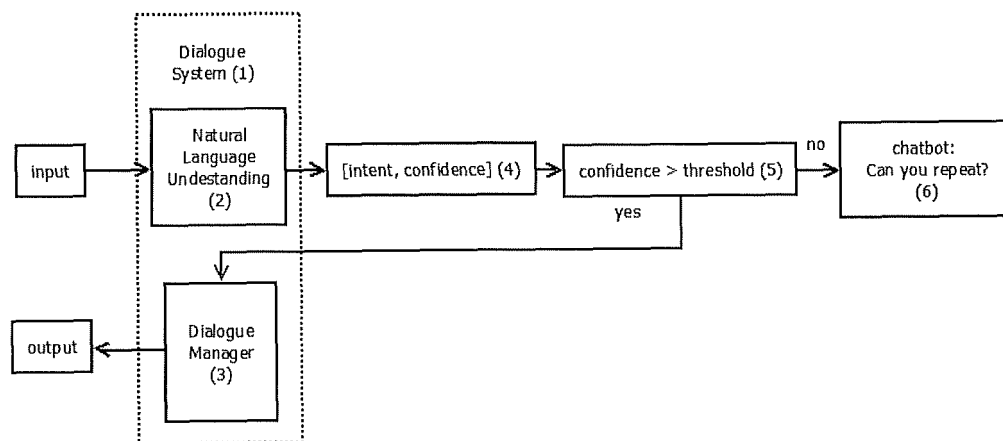 Dialogue
System (1)
input
Natural
Language
Undestanding
(2)
[intent, confidence] (4)
confidence > threshold (5)
no
chatbot:
Can you repeat?
(6)
yes
output
Dialogue
Manager
(3)